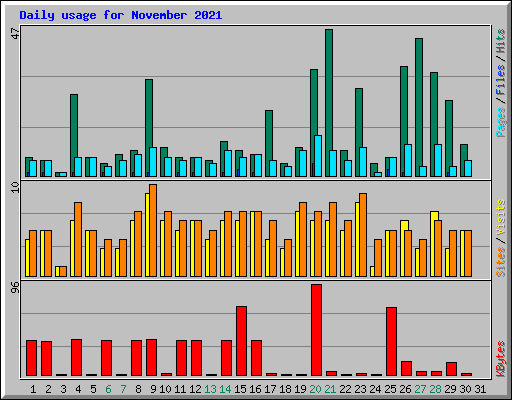 Daily usage for November 2021
47
Pages / Files / Hits
10
Sites / Visits
96
KBytes
1 2 3 4 5 6 7 8 9 10 11 12 13 14 15 16 17 18 19 20 21 22 23 24 25 26 27 28 29 30 31